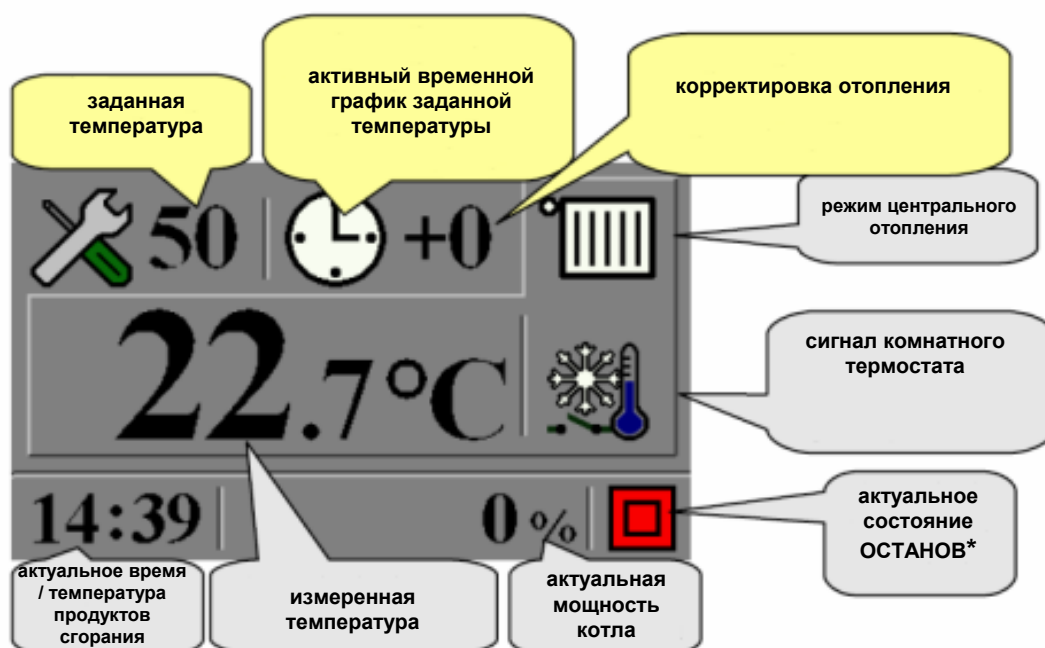 заданная
температура
активный временной
график заданной
температуры
корректировка отопления
50
+0
режим центрального
отопления
22.7°C
сигнал комнатного
термостата
14:39
0 %
актуальное
состояние
ОСТАНОВ*
актуальное время
/ температура
продуктов
сгорания
измеренная
температура
актуальная
мощность
котла